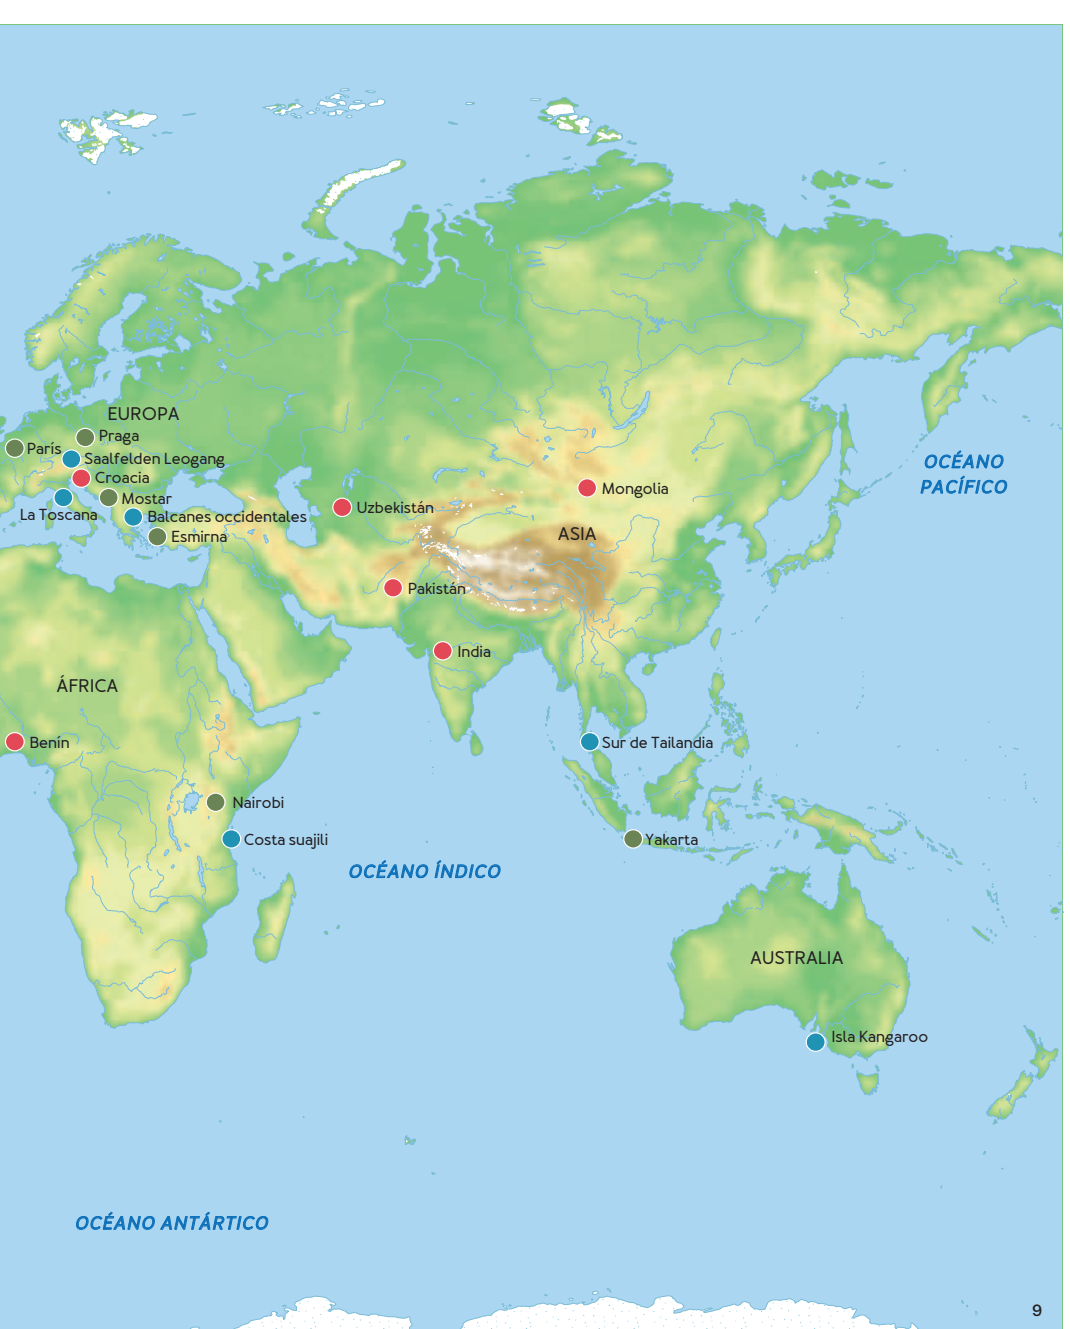 EUROPA
Praga
París
Saalfelden Leogang
OCÉANO
PACÍFICO
Croacia
Mongolia
Mostar
Uzbekistán
La Toscana
Balcanes occidentales
Esmirna
ASIA
Pakistán
India
ÁFRICA
Benín
Sur de Tailandia
Nairobi
Costa suajili
Yakarta
OCÉANO ÍNDICO
AUSTRALIA
Isla Kangaroo
OCÉANO ANTÁRTICO
9